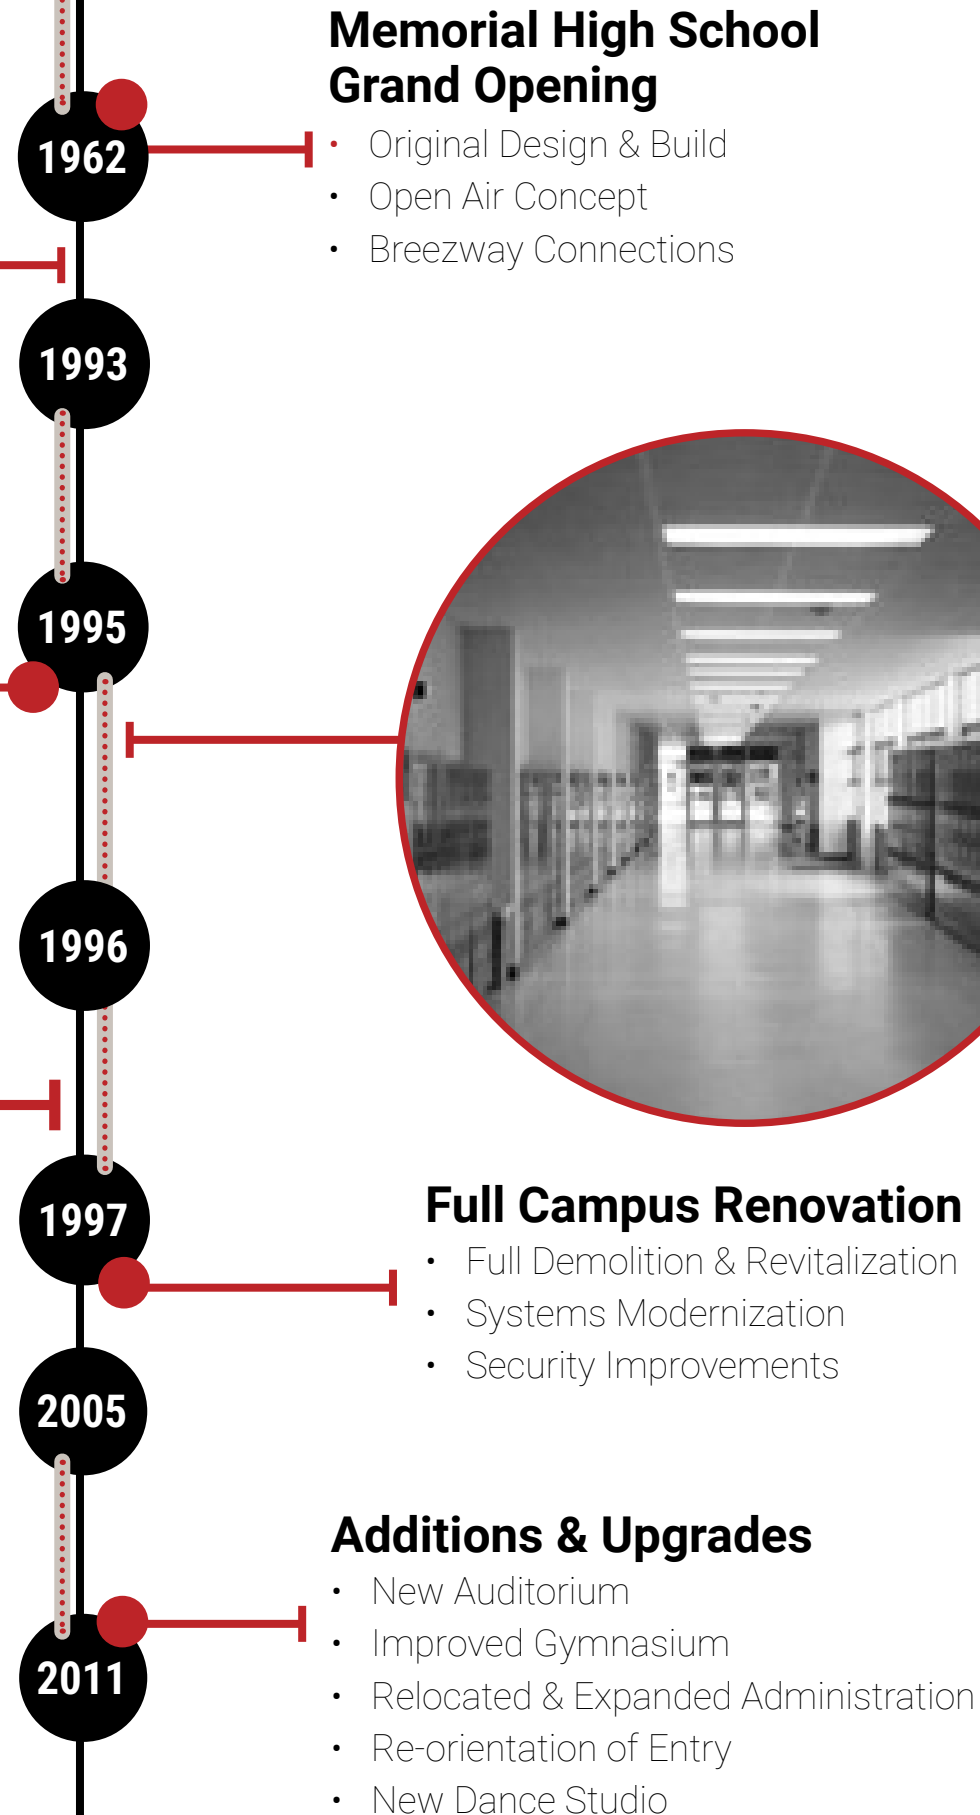 Memorial High School
Grand Opening
1962
• Original Design & Build
• Open Air Concept
• Breezway Connections
1993
1995
1996
1997
Full Campus Renovation
• Full Demolition & Revitalization
• Systems Modernization
• Security Improvements
2005
Additions & Upgrades
• New Auditorium
• Improved Gymnasium
2011
• Relocated & Expanded Administration
• Re-orientation of Entry
• New Dance Studio